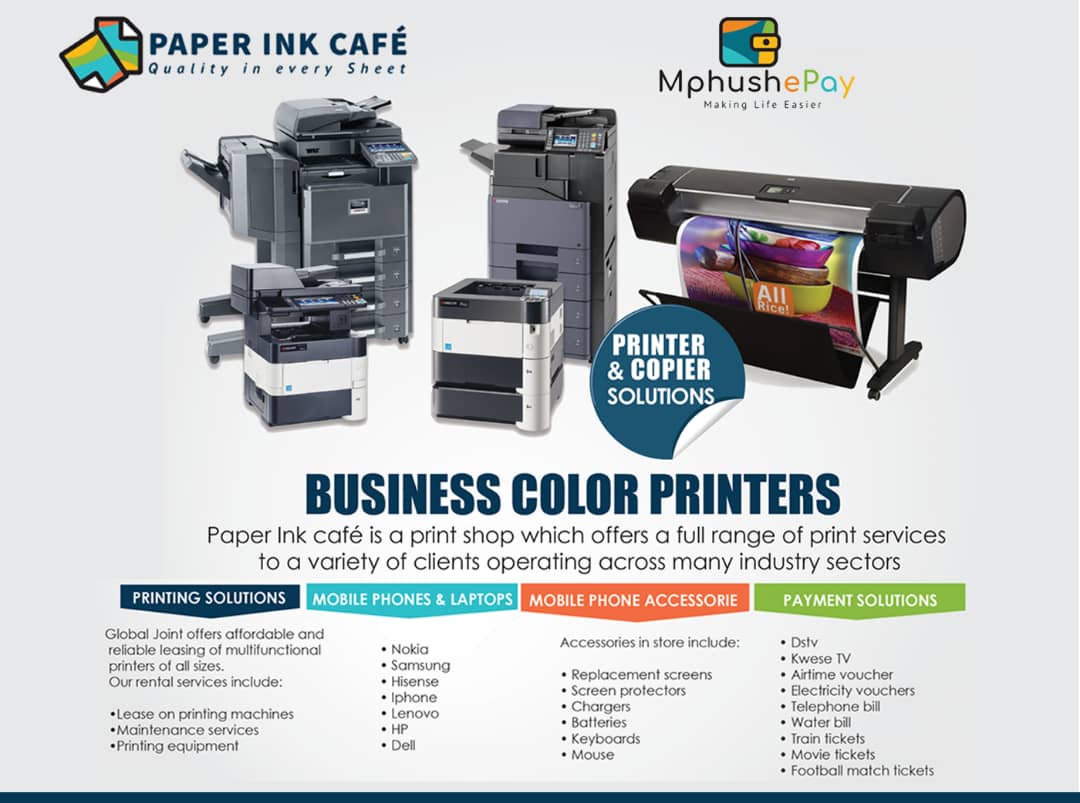 PAPER INK CAFÉ
Quality in every Sheet
MphushePay
Making Life Easier
All
Rice!
PRINTER
& COPIER
SOLUTIONS
BUSINESS COLOR PRINTERS
Paper Ink café is a print shop which offers a full range of print services
to a variety of clients operating across many industry sectors
PRINTING SOLUTIONS
Global Joint offers affordable and
reliable leasing of multifunctional
printers of all sizes.
Our rental services include:
•Lease on printing machines
•Maintenance services
•Printing equipment
MOBILE PHONES & LAPTOPS
• Nokia
• Samsung
• Hisense
• Iphone
• Lenovo
• HP
• Dell
MOBILE PHONE ACCESSORIE
Accessories in store include:
• Replacement screens
• Screen protectors
• Chargers
• Batteries
• Keyboards
• Mouse
PAYMENT SOLUTIONS
• Dstv
• Kwese TV
• Airtime voucher
• Electricity vouchers
• Telephone bill
• Water bill
• Train tickets
• Movie tickets
• Football match tickets